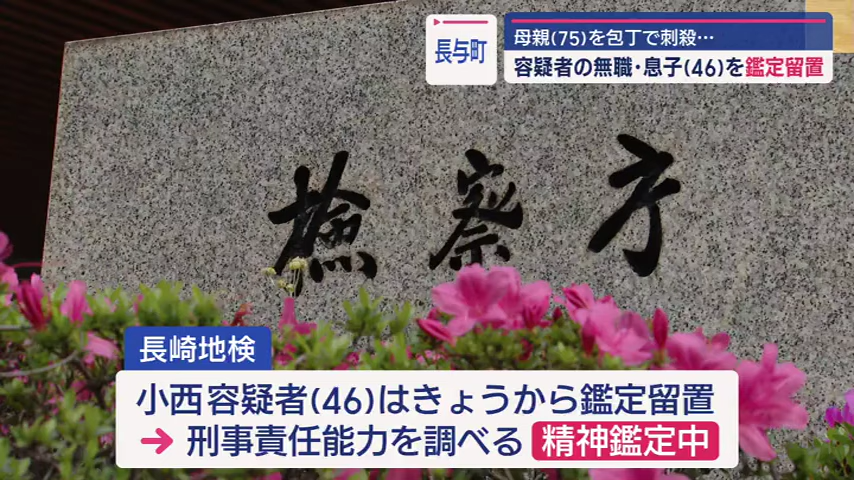 長与町
母親(75)を包丁で刺殺…
容疑者の無職・息子(46)を鑑定留置
検察庁
長崎地検
小西容疑者(46)はきょうから鑑定留置
→ 刑事責任能力を調べる 精神鑑定中